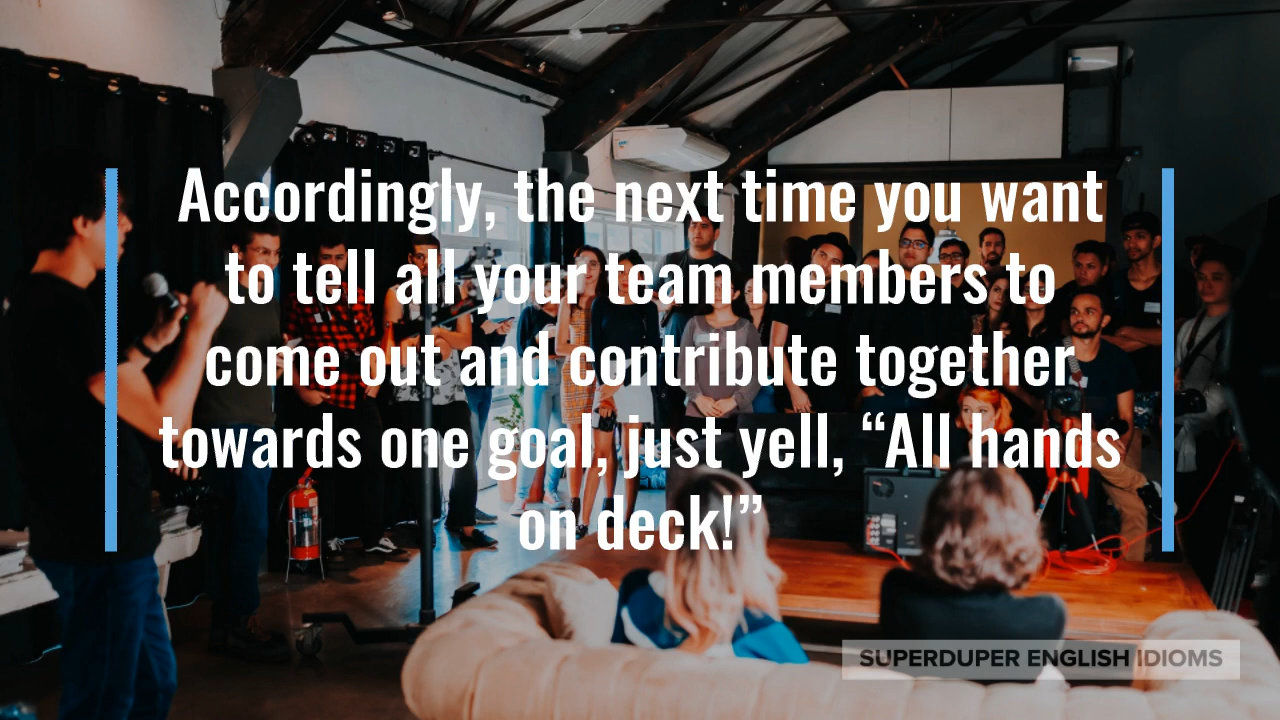 Accordingly, the next time you want
to tell all your team members to
come out and contribute together
towards one goal, just yell, “All hands
on deck!”
SUPERDUPER ENGLISH IDIOMS